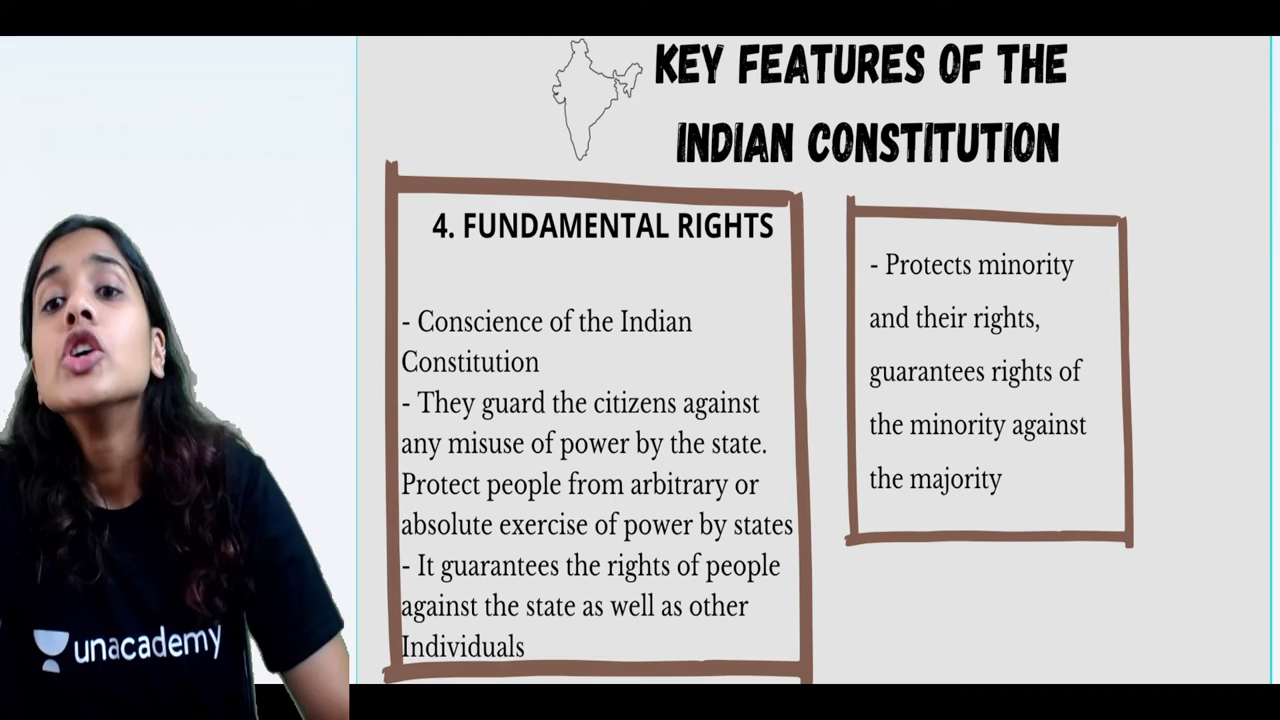 KEY FEATURES OF THE
INDIAN CONSTITUTION
4. FUNDAMENTAL RIGHTS
- Conscience of the Indian
Constitution
- They guard the citizens against
any misuse of power by the state.
Protect people from arbitrary or
absolute exercise of power by states
- It guarantees the rights of people
against the state as well as other
Individuals
- Protects minority
and their rights,
guarantees rights of
the minority against
the majority
unacademy